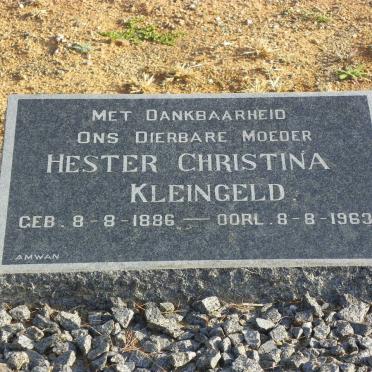 MET DANKBAARHEID
ONS DIERBARE MOEDER
HESTER CHRISTINA
KLEINGELD
GEB. 8-8-1886 — OORL. 8-8-1963
AMWAN